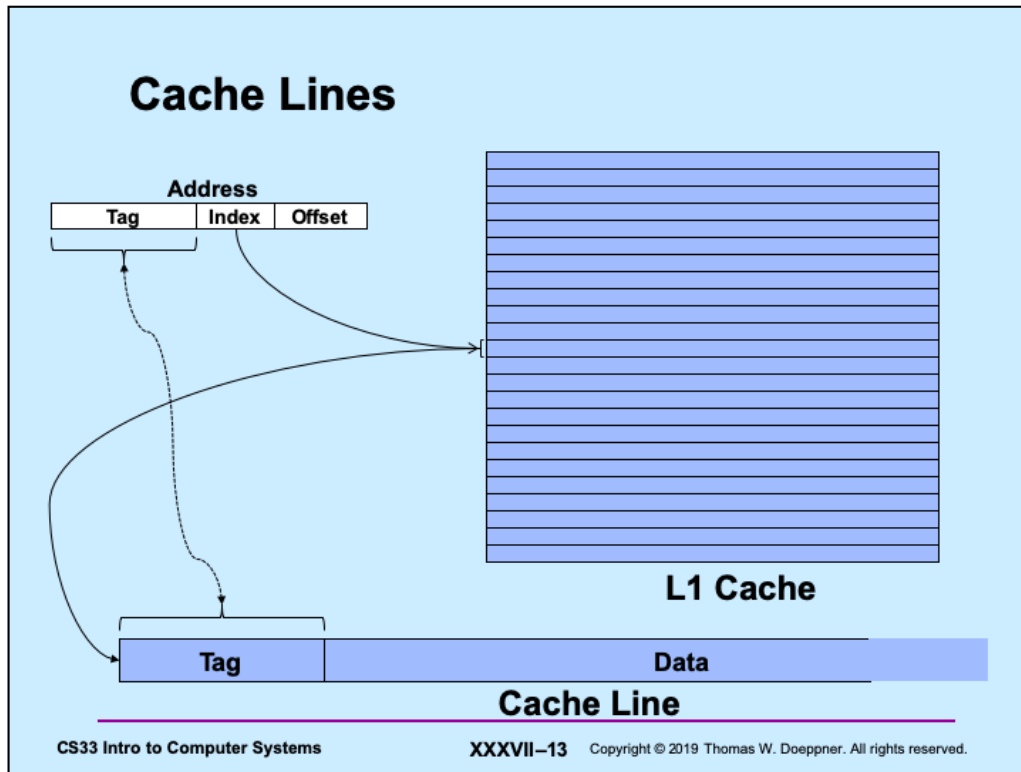 Cache Lines
Address
Tag Index Offset
L1 Cache
Tag Data
Cache Line
CS33 Intro to Computer Systems XXXVII–13 Copyright © 2019 Thomas W. Doeppner. All rights reserved.